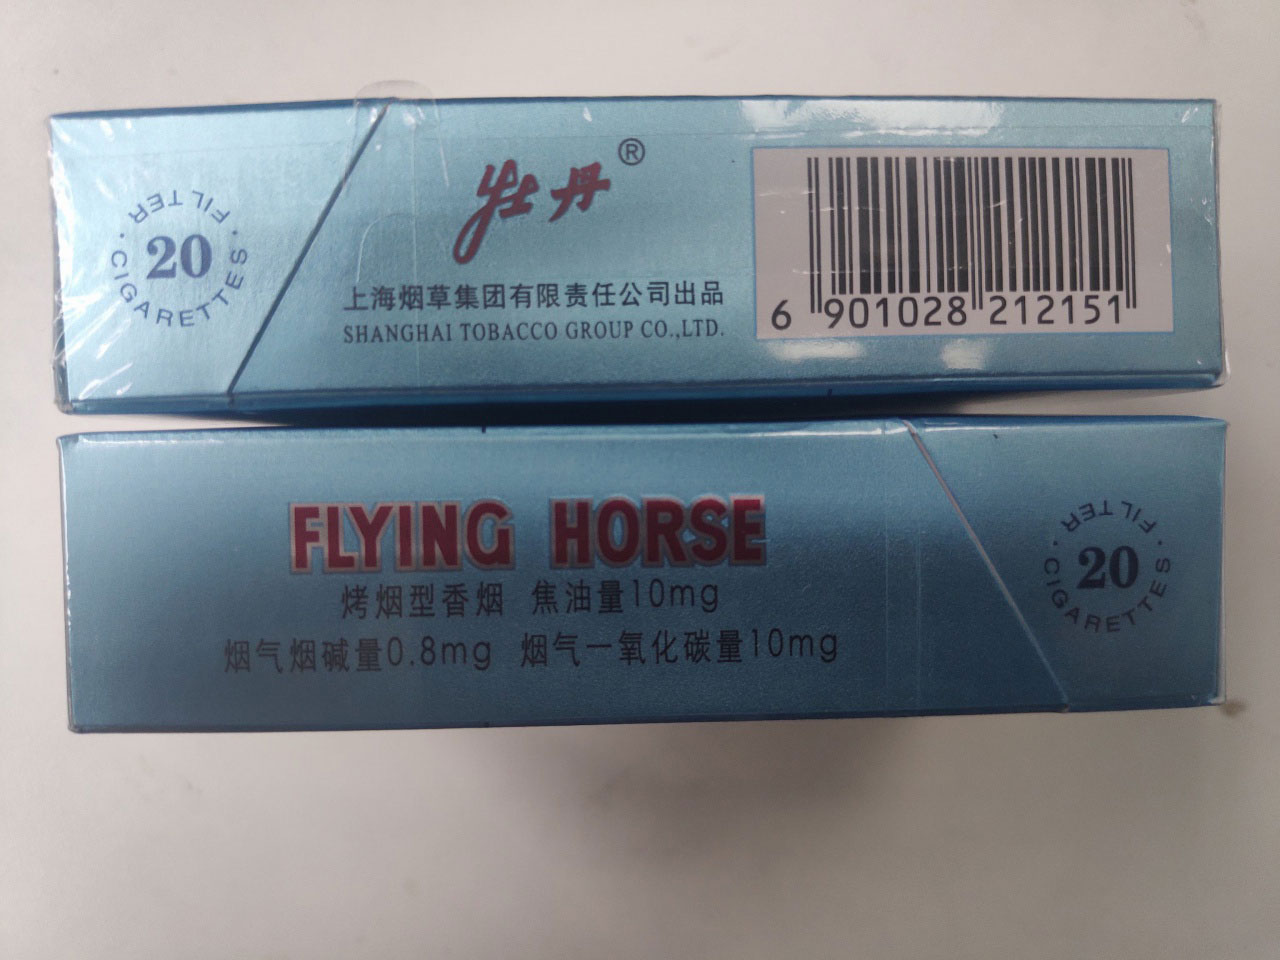 FILTER
20
· CIGARETTES ·
牡丹®
上海烟草集团有限责任公司出品
SHANGHAI TOBACCO GROUP CO.,LTD.
6 901028 212151
FLYING HORSE
烤烟型香烟 焦油量10mg
烟气烟碱量0.8mg 烟气一氧化碳量10mg
FILTER
20
· CIGARETTES ·